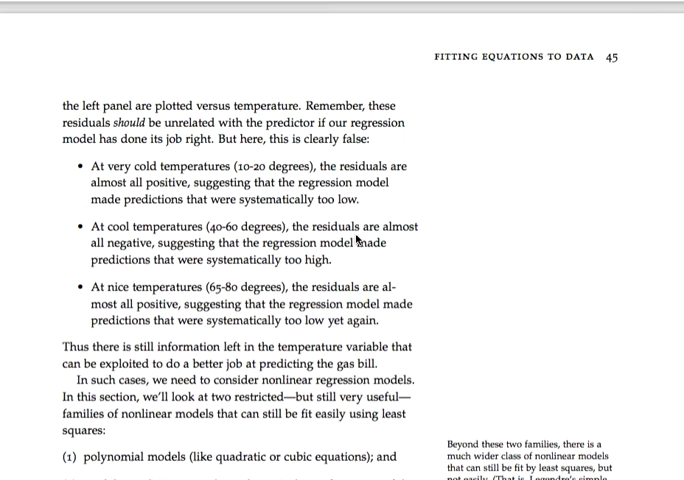 FITTING EQUATIONS TO DATA 45
the left panel are plotted versus temperature. Remember, these
residuals should be unrelated with the predictor if our regression
model has done its job right. But here, this is clearly false:
• At very cold temperatures (10-20 degrees), the residuals are
almost all positive, suggesting that the regression model
made predictions that were systematically too low.
• At cool temperatures (40-60 degrees), the residuals are almost
all negative, suggesting that the regression model made
predictions that were systematically too high.
• At nice temperatures (65-80 degrees), the residuals are al-
most all positive, suggesting that the regression model made
predictions that were systematically too low yet again.
Thus there is still information left in the temperature variable that
can be exploited to do a better job at predicting the gas bill.
In such cases, we need to consider nonlinear regression models.
In this section, we'll look at two restricted—but still very useful—
families of nonlinear models that can still be fit easily using least
squares:
(1) polynomial models (like quadratic or cubic equations); and
Beyond these two families, there is a
much wider class of nonlinear models
that can still be fit by least squares, but
not easily. (That is, Legendre's simple